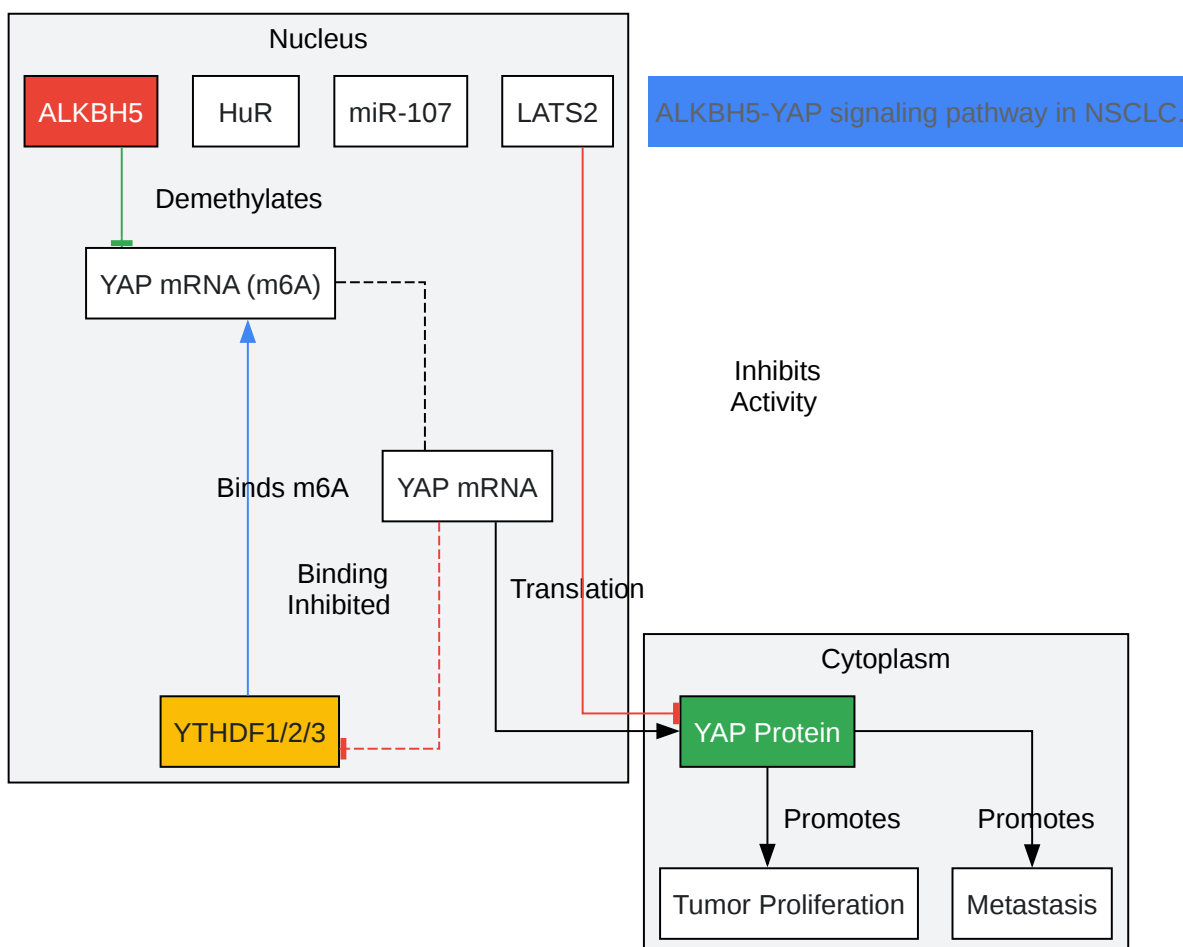 Nucleus
ALKBH5
HuR
miR-107
LATS2
ALKBH5-YAP signaling pathway in NSCLC.
Demethylates
YAP mRNA (m6A)
Inhibits
Activity
Binds m6A
YAP mRNA
Binding
Inhibited
Translation
Cytoplasm
YTHDF1/2/3
YAP Protein
Promotes
Promotes
Tumor Proliferation
Metastasis